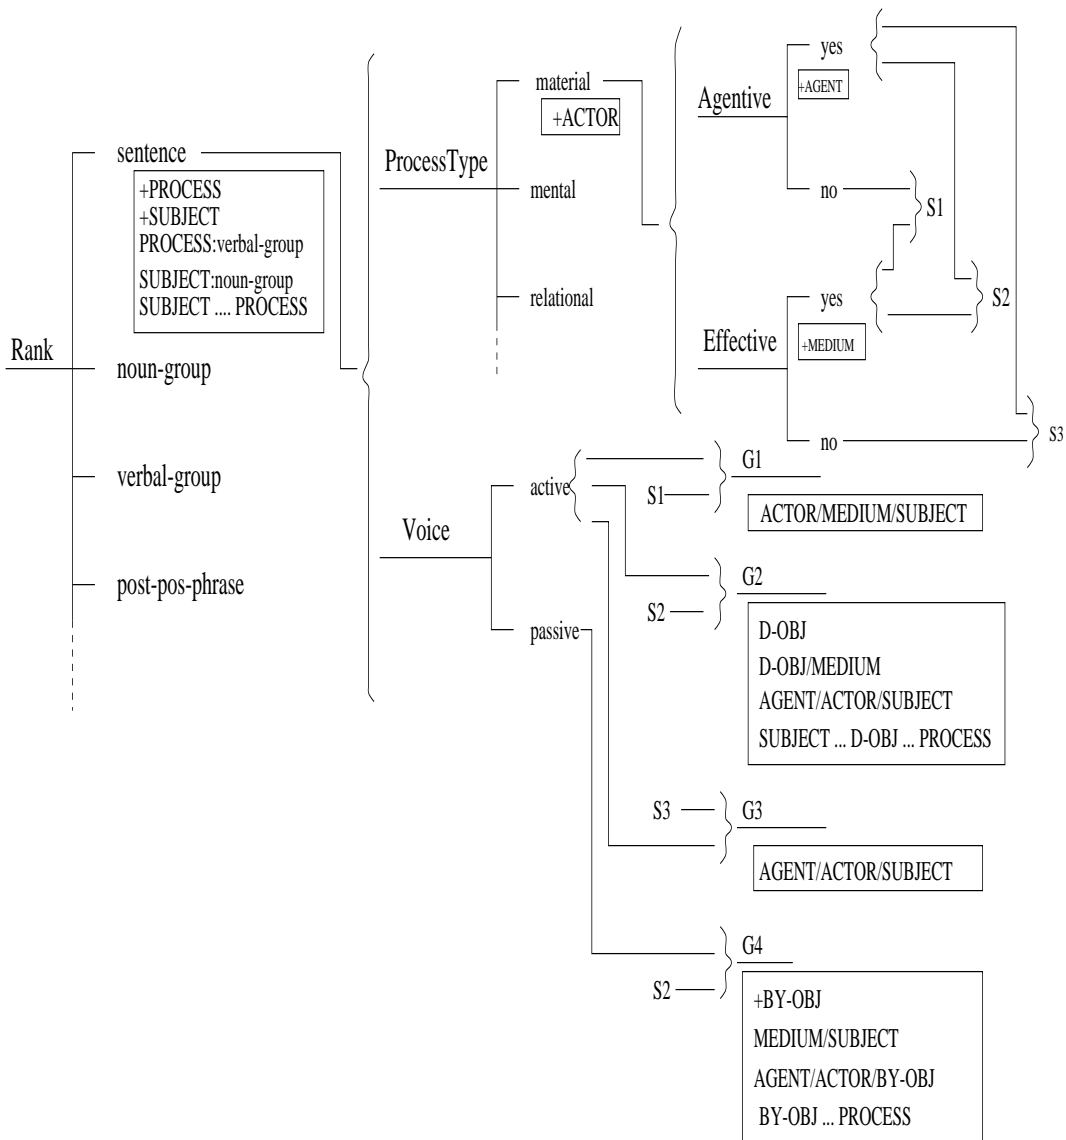 Rank
sentence
+PROCESS
+SUBJECT
PROCESS:verbal-group
SUBJECT:noun-group
SUBJECT .... PROCESS
noun-group
verbal-group
post-pos-phrase
ProcessType
material
+ACTOR
mental
relational
Agentive
yes
+AGENT
no
Effective
yes
+MEDIUM
no
S1
S2
S3
Voice
active
passive
S1
G1
ACTOR/MEDIUM/SUBJECT
S2
G2
D-OBJ
D-OBJ/MEDIUM
AGENT/ACTOR/SUBJECT
SUBJECT ... D-OBJ ... PROCESS
S3
G3
AGENT/ACTOR/SUBJECT
S2
G4
+BY-OBJ
MEDIUM/SUBJECT
AGENT/ACTOR/BY-OBJ
BY-OBJ ... PROCESS